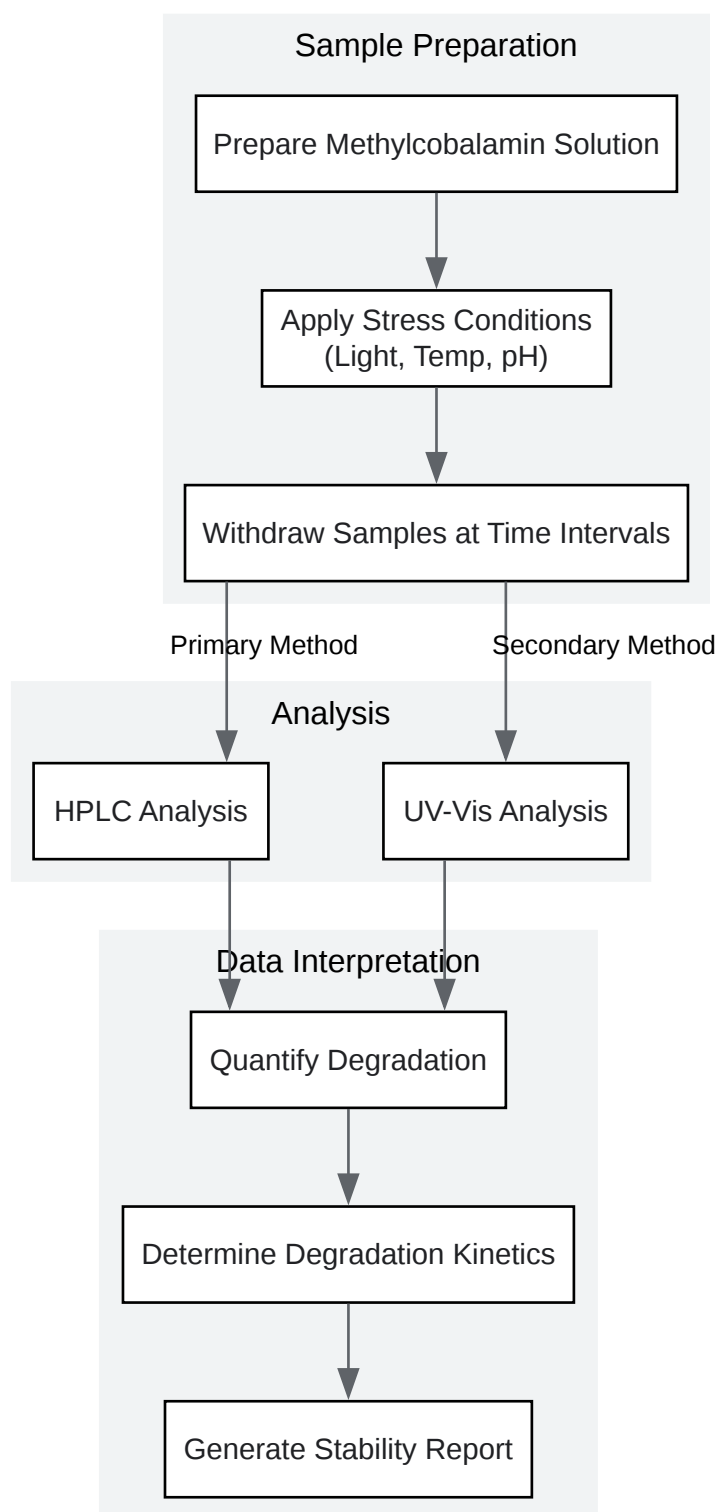 Sample Preparation
Prepare Methylcobalamin Solution
Apply Stress Conditions
(Light, Temp, pH)
Withdraw Samples at Time Intervals
Primary Method
Secondary Method
Analysis
HPLC Analysis
UV-Vis Analysis
Data Interpretation
Quantify Degradation
Determine Degradation Kinetics
Generate Stability Report